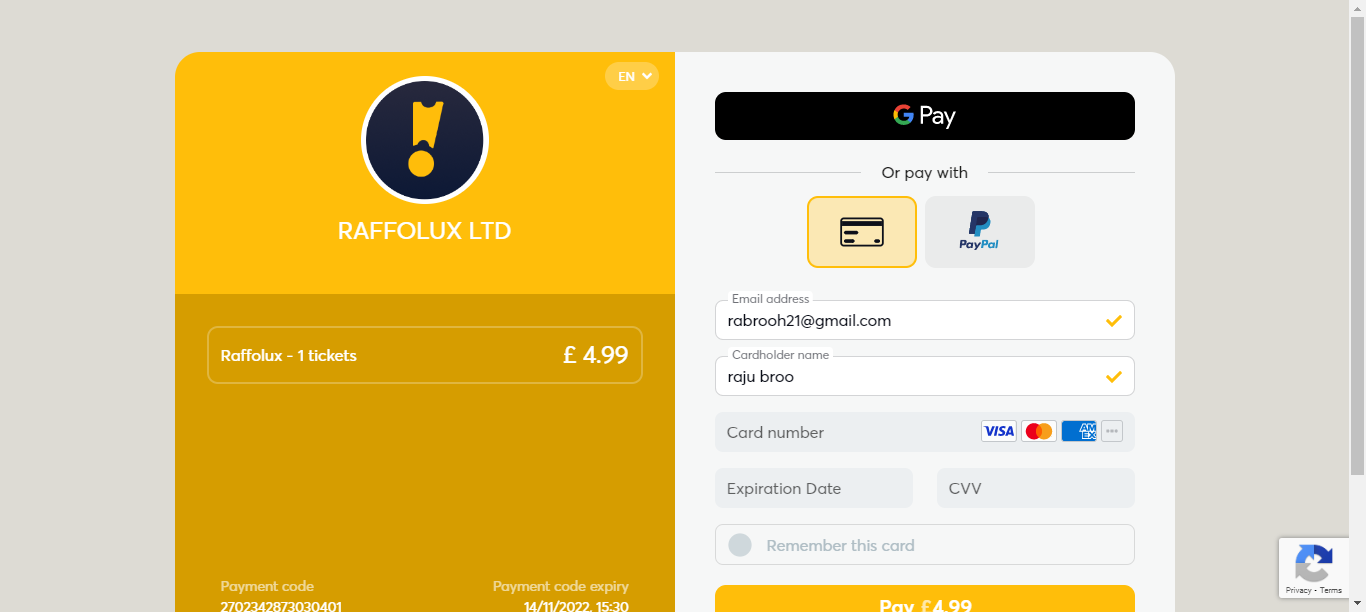 EN
RAFFOLUX LTD
Raffolux - 1 tickets £ 4.99
Payment code Payment code expiry
2702342873030401 14/11/2022, 15:30
G Pay
Or pay with
PayPal
Email address
rabrooh21@gmail.com
Cardholder name
raju broo
Card number VISA AMEX
Expiration Date CVV
Remember this card
Pay £4.99
Privacy - Terms